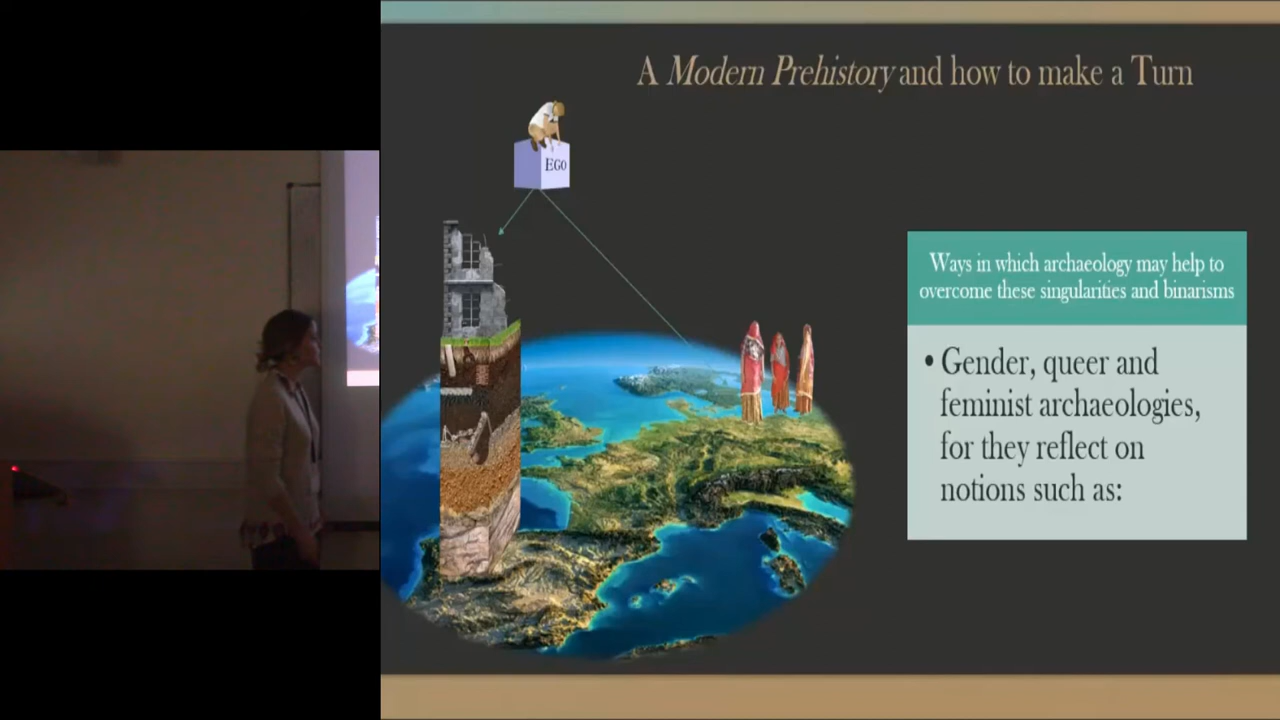 A Modern Prehistory and how to make a Turn
EGO
Ways in which archaeology may help to
overcome these singularities and binarisms
• Gender, queer and
feminist archaeologies,
for they reflect on
notions such as: